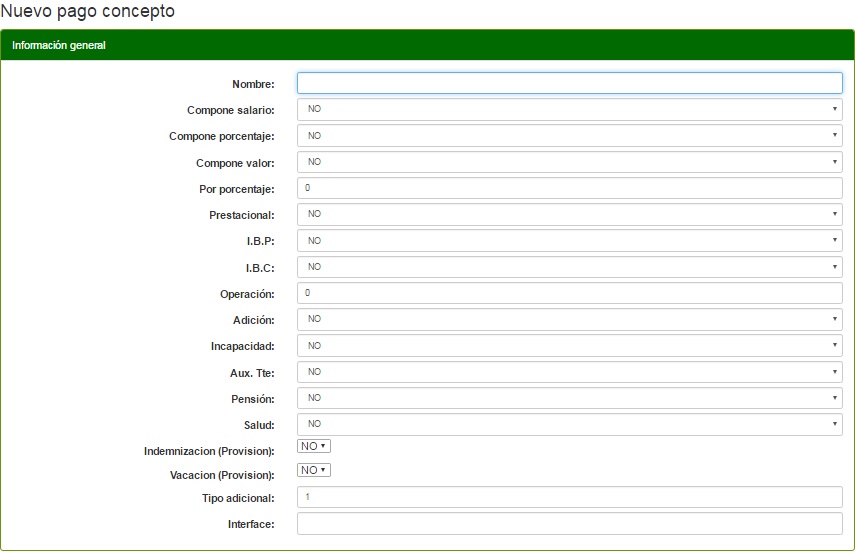 Nuevo pago concepto
Información general
Nombre:
Compone salario: NO
Compone porcentaje: NO
Compone valor: NO
Por porcentaje: 0
Prestacional: NO
I.B.P: NO
I.B.C: NO
Operación: 0
Adición: NO
Incapacidad: NO
Aux. Tte: NO
Pensión: NO
Salud: NO
Indemnizacion (Provision): NO
Vacacion (Provision): NO
Tipo adicional: 1
Interface: